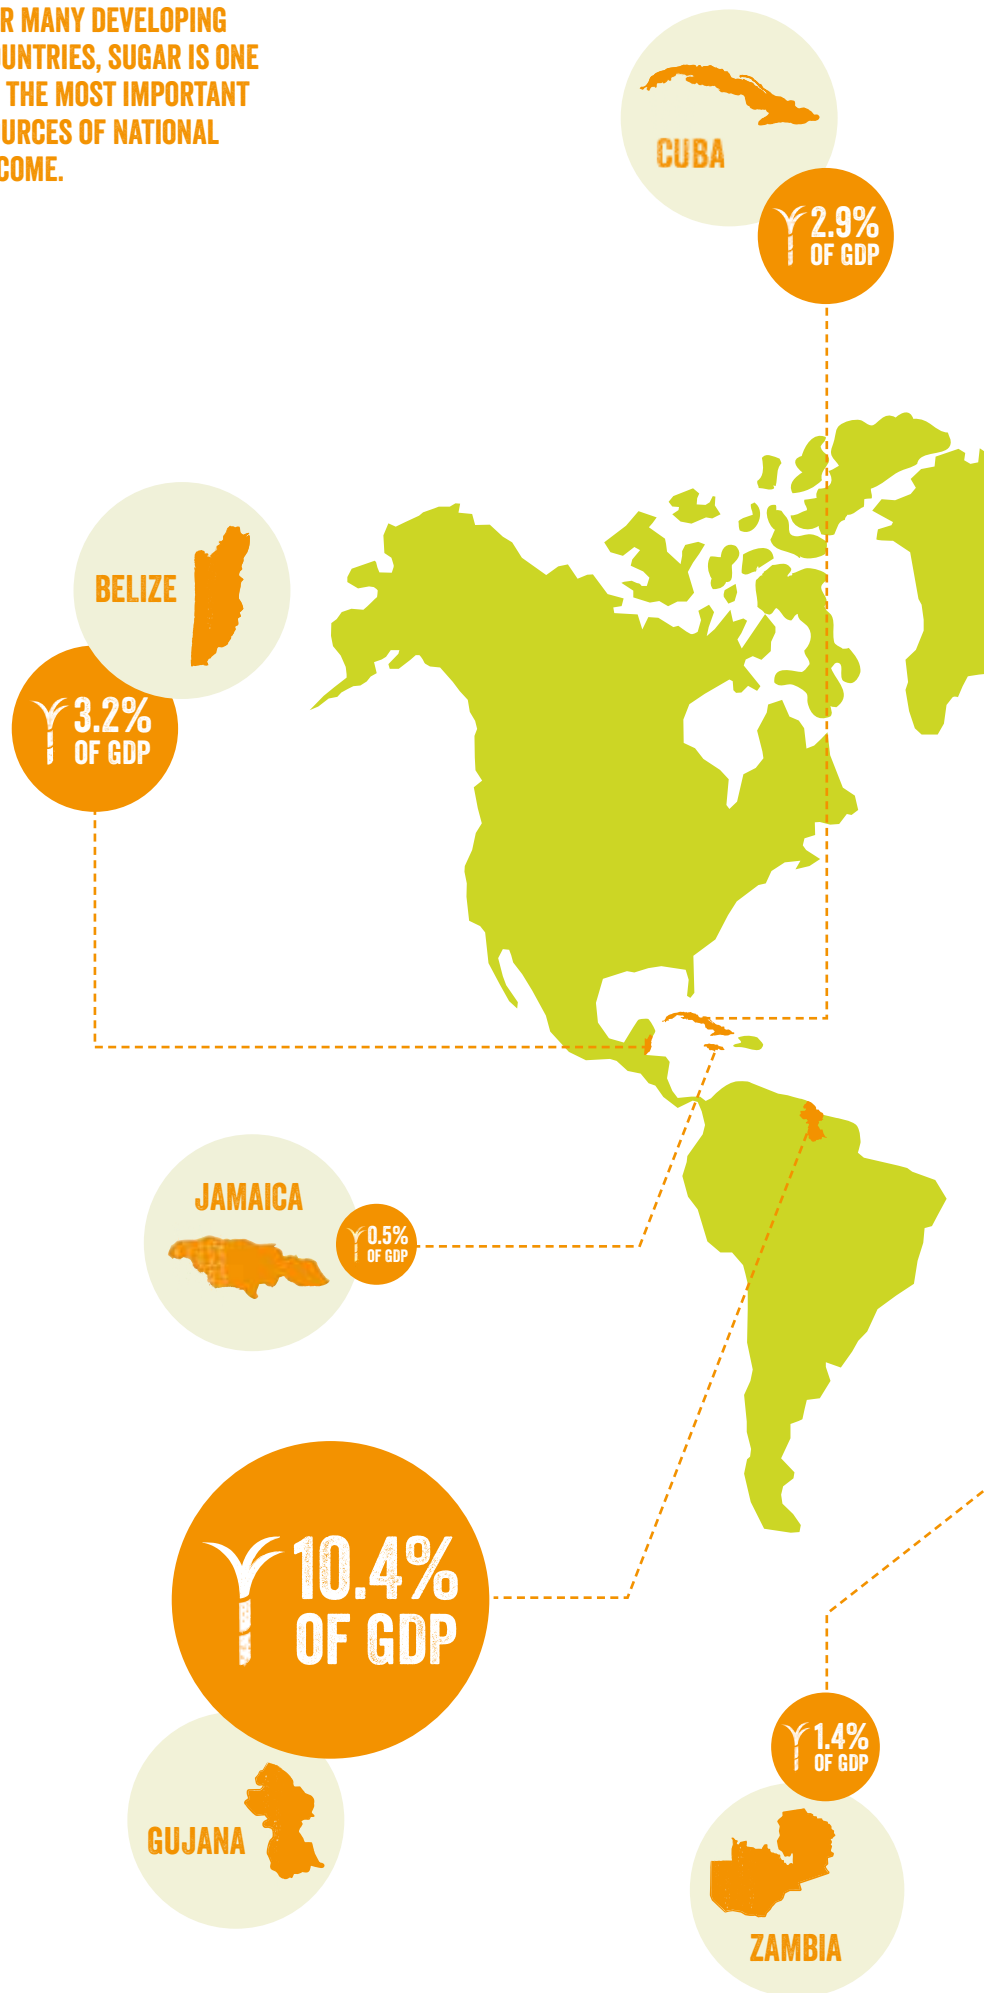 R MANY DEVELOPING
OUNTRIES, SUGAR IS ONE
THE MOST IMPORTANT
URCES OF NATIONAL
COME.
CUBA
2.9%
OF GDP
BELIZE
3.2%
OF GDP
JAMAICA
0.5%
OF GDP
10.4%
OF GDP
GUJANA
1.4%
OF GDP
ZAMBIA